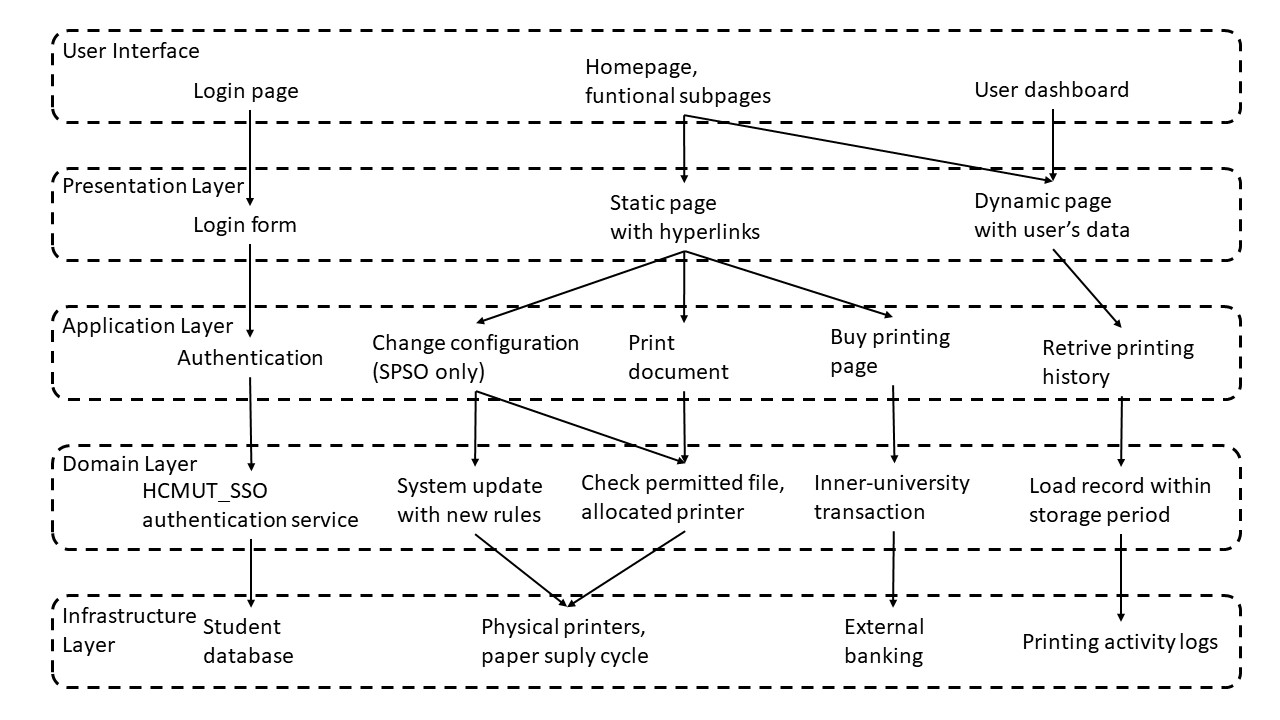 User Interface
Login page
Homepage,
funtional subpages
User dashboard
Presentation Layer
Login form
Static page
with hyperlinks
Dynamic page
with user's data
Application Layer
Authentication
Change configuration
(SPSO only)
Print
document
Buy printing
page
Retrive printing
history
Domain Layer
HCMUT_SSO
authentication service
System update
with new rules
Check permitted file,
allocated printer
Inner-university
transaction
Load record within
storage period
Infrastructure
Layer
Student
database
Physical printers,
paper suply cycle
External
banking
Printing activity logs